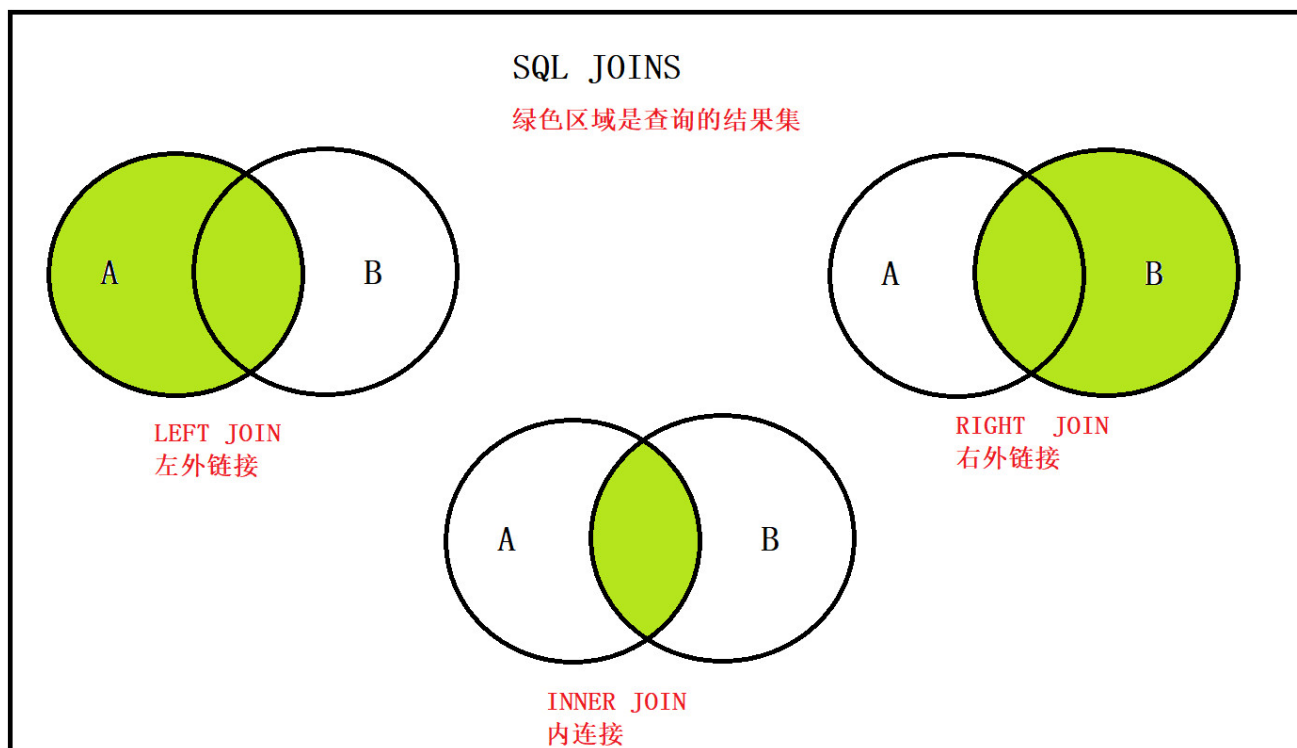 SQL JOINS
绿色区域是查询的结果集
A
B
A
B
LEFT JOIN
左外链接
RIGHT JOIN
右外链接
A
B
INNER JOIN
内连接